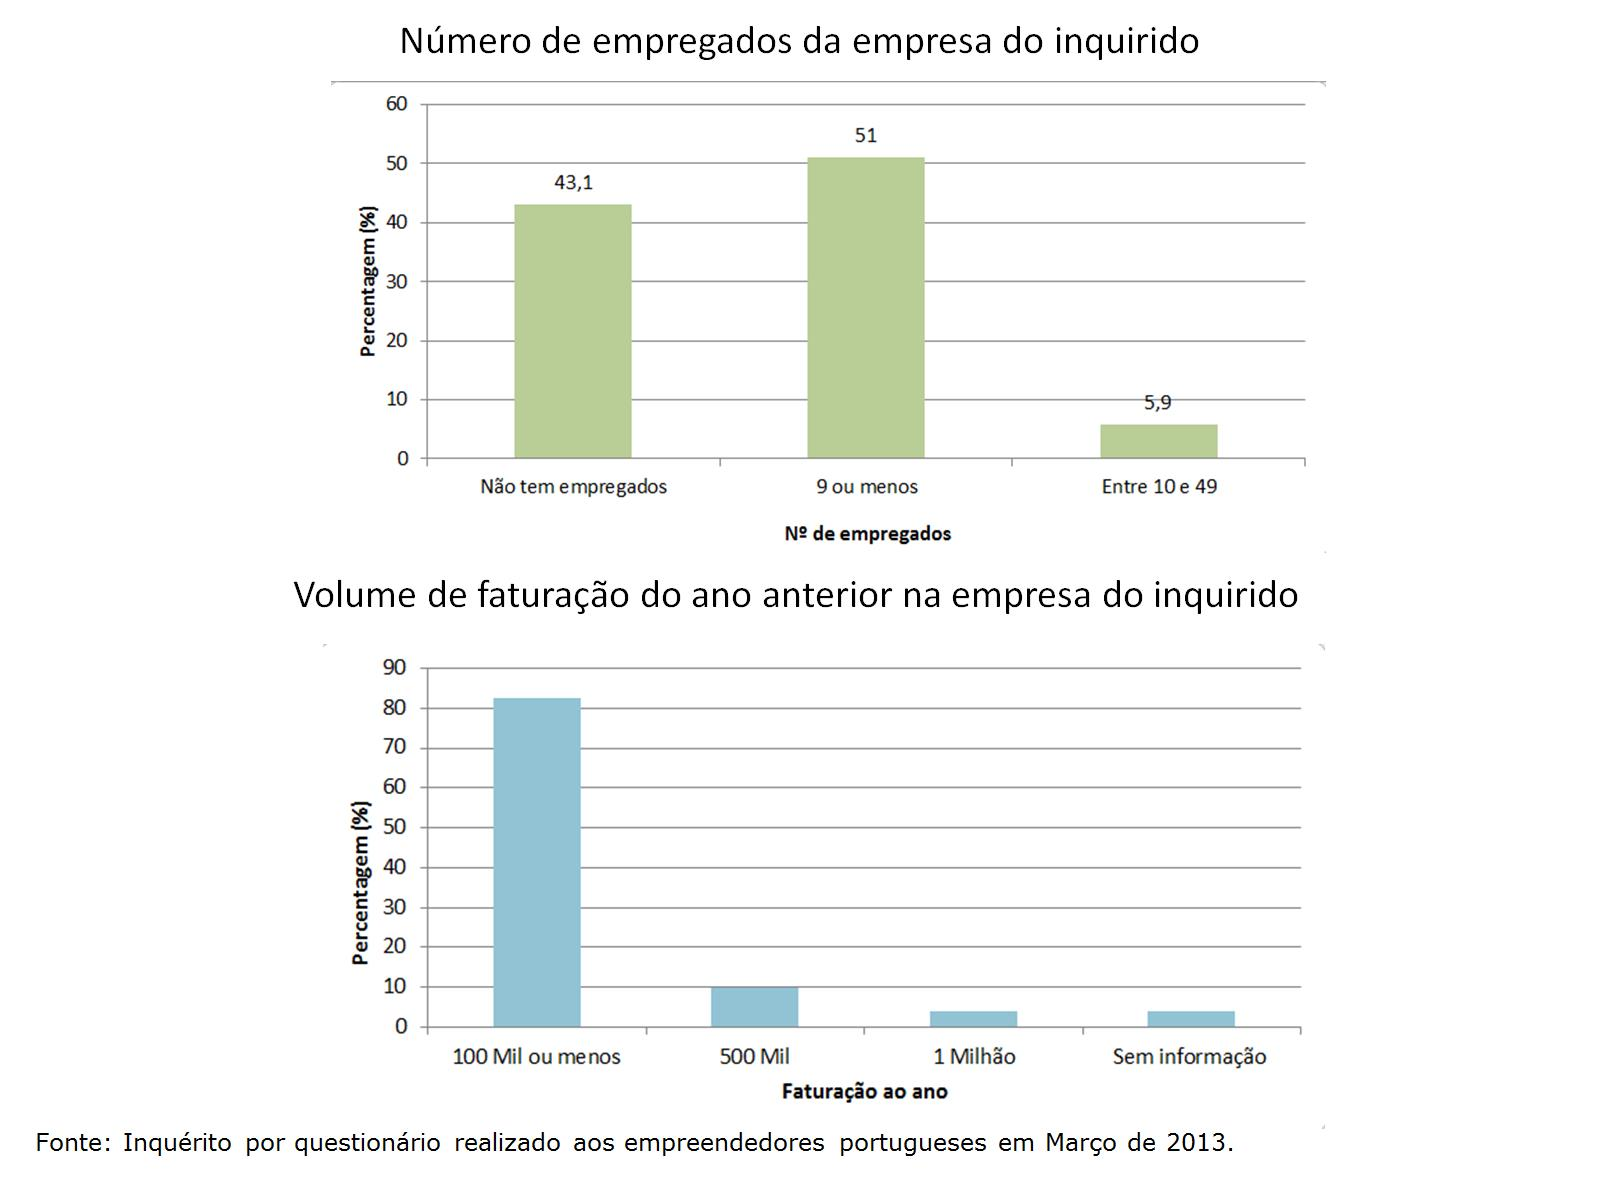 Número de empregados da empresa do inquirido
60
50
40
30
20
10
0
Percentagem (%)
43,1
51
5,9
Não tem empregados
9 ou menos
Entre 10 e 49
Nº de empregados
Volume de faturação do ano anterior na empresa do inquirido
90
80
70
60
50
40
30
20
10
0
Percentagem (%)
100 Mil ou menos
500 Mil
1 Milhão
Sem informação
Faturação ao ano
Fonte: Inquérito por questionário realizado aos empreendedores portugueses em Março de 2013.